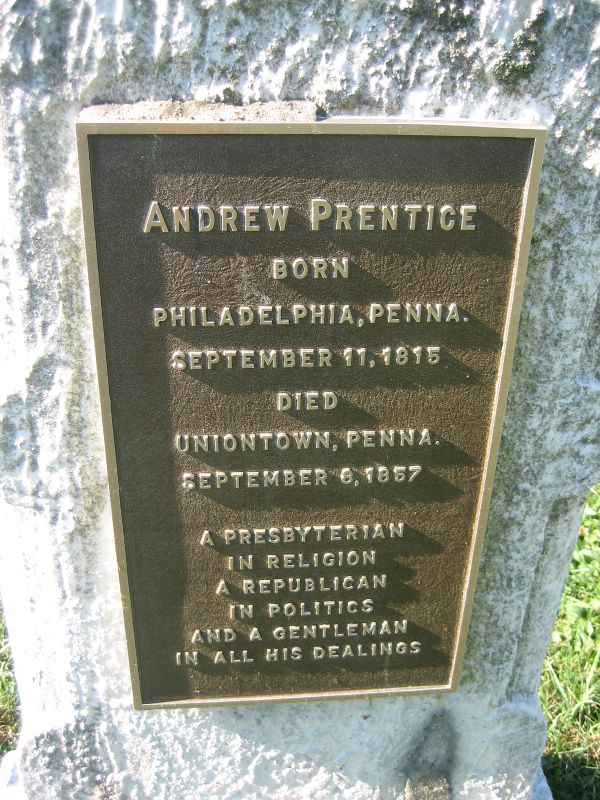 ANDREW PRENTICE
BORN
PHILADELPHIA, PENNA.
SEPTEMBER 11, 1815
DIED
UNIONTOWN, PENNA.
SEPTEMBER 6, 1857
A PRESBYTERIAN
IN RELIGION
A REPUBLICAN
IN POLITICS
AND A GENTLEMAN
IN ALL HIS DEALINGS